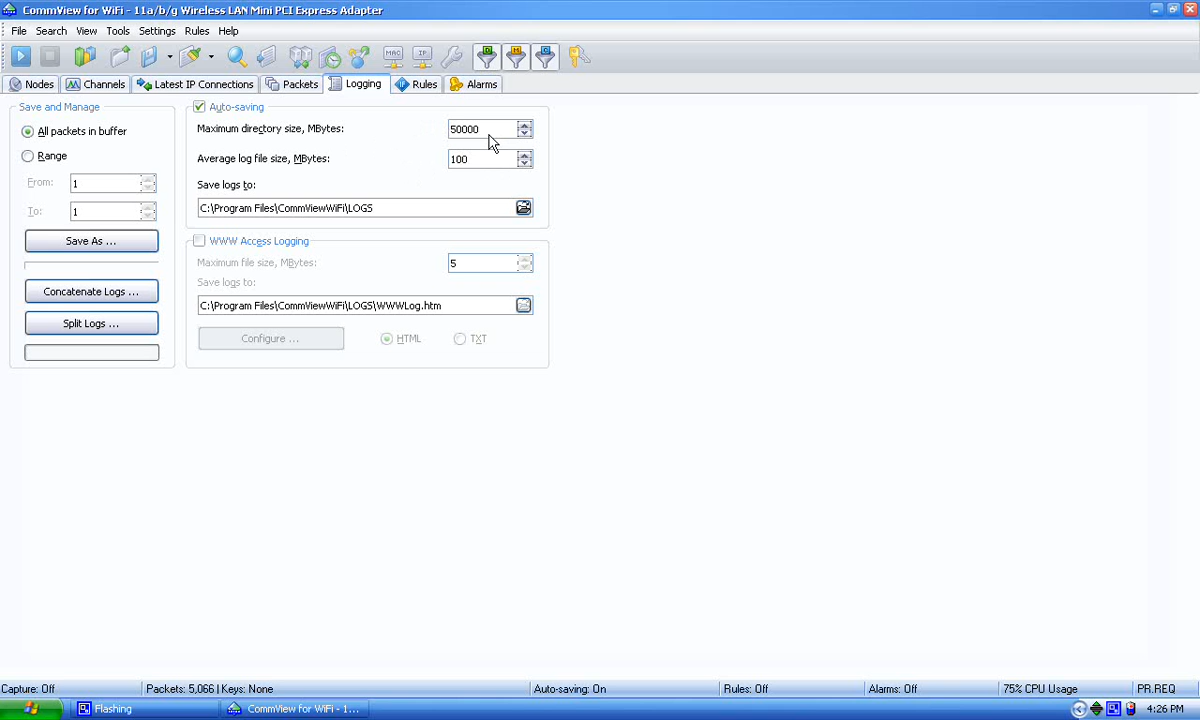 CommView for WiFi - 11a/b/g Wireless LAN Mini PCI Express Adapter
File Search View Tools Settings Rules Help
MAC IP D M C
Nodes Channels Latest IP Connections Packets Logging IP Rules Alarms
Save and Manage
All packets in buffer
Range
From: 1
To: 1
Save As ...
Concatenate Logs ...
Split Logs ...
Auto-saving
Maximum directory size, MBytes: 50000
Average log file size, MBytes: 100
Save logs to:
C:\Program Files\CommViewWiFi\LOGS
WWW Access Logging
Maximum file size, MBytes: 5
Save logs to:
C:\Program Files\CommViewWiFi\LOGS\WWWLog.htm
Configure ... HTML TXT
Capture: Off Packets: 5,066 | Keys: None Auto-saving: On Rules: Off Alarms: Off 75% CPU Usage PR.REQ
Flashing CommView for WiFi - 1... 4:26 PM